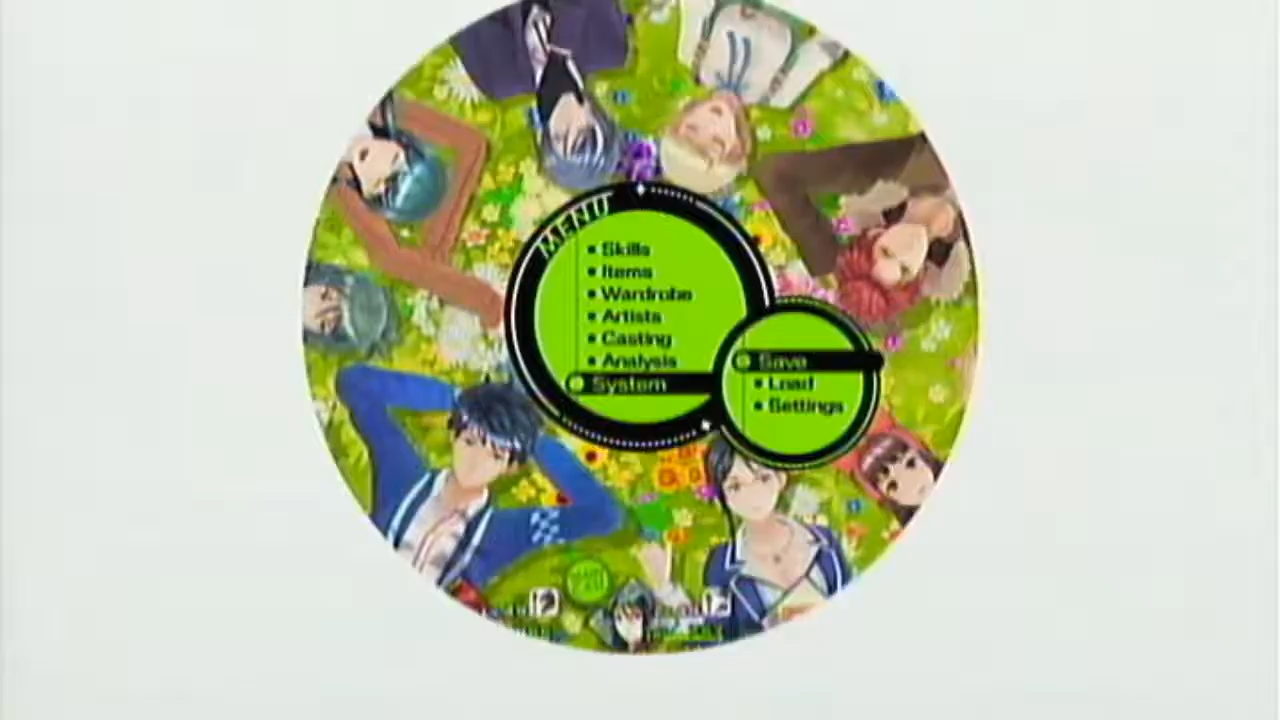 MENU
Skills
Items
Wardrobe
Artists
Casting
Analysis
System
Save
Load
Settings